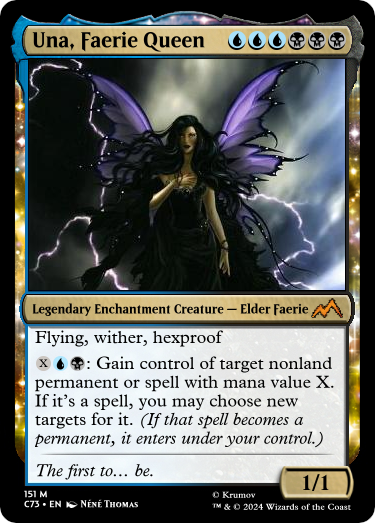 Una, Faerie Queen
Legendary Enchantment Creature — Elder Faerie
Flying, wither, hexproof
X: Gain control of target nonland
permanent or spell with mana value X.
If it's a spell, you may choose new
targets for it. (If that spell becomes a
permanent, it enters under your control.)
The first to… be.
1/1
151 M
C73 • EN Néné Thomas
© Krumov
™ & © 2024 Wizards of the Coast